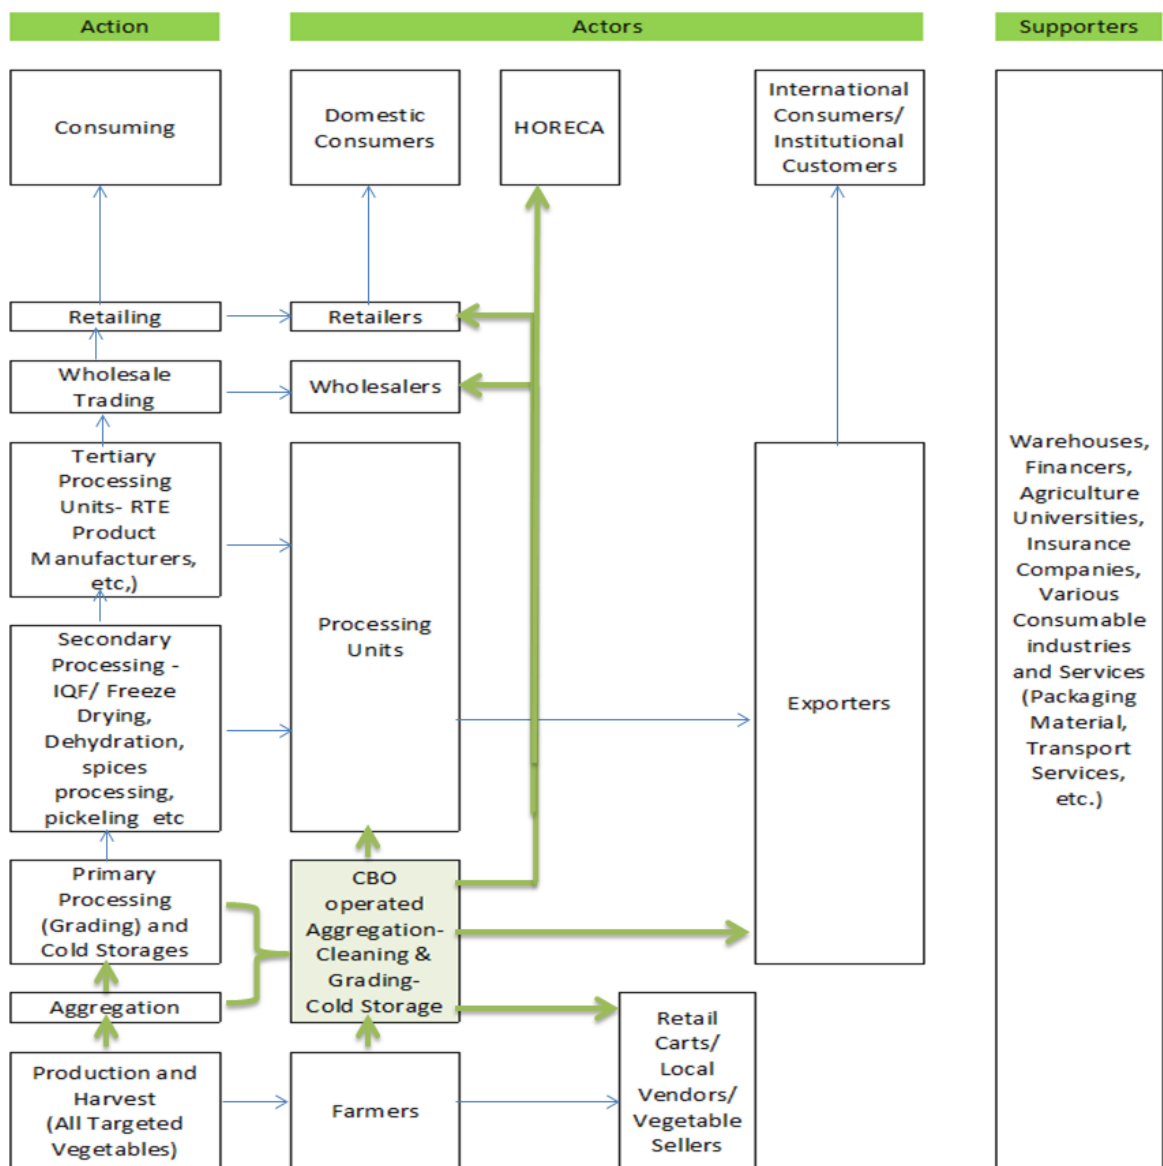 Action
Actors
Supporters
Consuming
Domestic
Consumers
HORECA
International
Consumers/
Institutional
Customers
Retailing
Retailers
Wholesale
Trading
Wholesalers
Tertiary
Processing
Units- RTE
Product
Manufacturers,
etc,)
Secondary
Processing -
IQF/ Freeze
Drying,
Dehydration,
spices
processing,
pickeling etc
Processing
Units
Exporters
Primary
Processing
(Grading) and
Cold Storages
Aggregation
CBO
operated
Aggregation-
Cleaning &
Grading-
Cold Storage
Production and
Harvest
(All Targeted
Vegetables)
Farmers
Retail
Carts/
Local
Vendors/
Vegetable
Sellers
Warehouses,
Financers,
Agriculture
Universities,
Insurance
Companies,
Various
Consumable
industries
and Services
(Packaging
Material,
Transport
Services,
etc.)